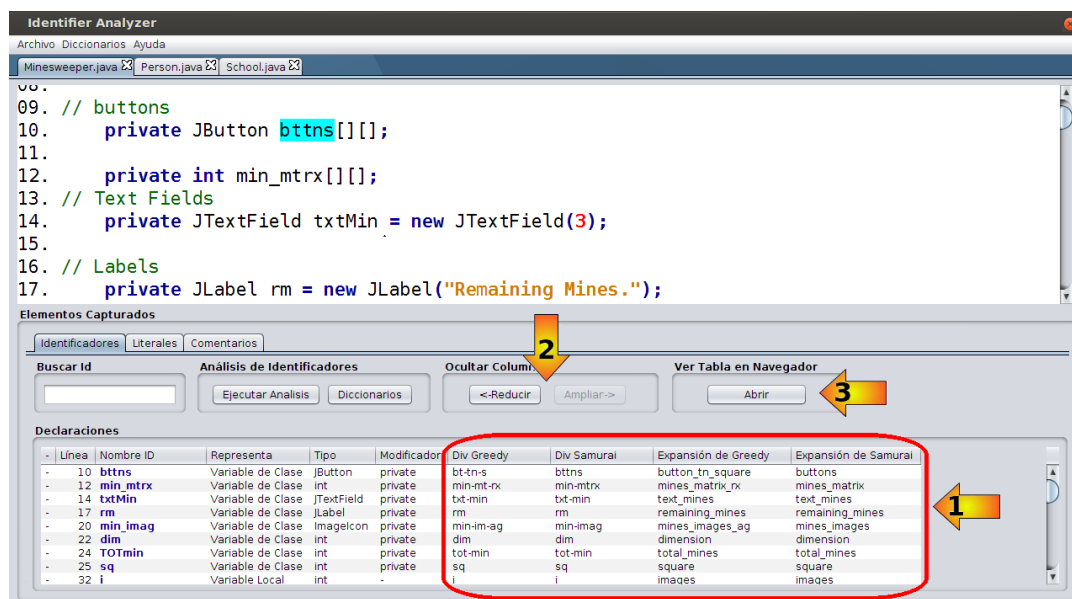 Identifier Analyzer
Archivo Diccionarios Ayuda
Minesweeper.java Person.java School.java
09. // buttons
10. private JButton bttns[][];
11.
12. private int min_mtrx[][];
13. // Text Fields
14. private JTextField txtMin = new JTextField(3);
15.
16. // Labels
17. private JLabel rm = new JLabel("Remaining Mines.");
Elementos Capturados
Identificadores Literales Comentarios
2
Buscar Id Análisis de Identificadores Ocultar Colum Ver Tabla en Navegador
Ejecutar Analisis Diccionarios <-Reducir Ampliar-> Abrir 3
Declaraciones
- Línea Nombre ID Representa Tipo Modificador Div Greedy Div Samurai Expansión de Greedy Expansión de Samurai
- 10 bttns Variable de Clase JButton private bt-tn-s bttns button_tn_square buttons
- 12 min_mtrx Variable de Clase int private min-mt-rx min-mtrx mines_matrix_rx mines_matrix
- 14 txtMin Variable de Clase JTextField private txt-min txt-min text_mines text_mines
- 17 rm Variable de Clase JLabel private rm rm remaining_mines remaining_mines
1
- 20 min_imag Variable de Clase ImageIcon private min-im-ag min-imag mines_images_ag mines_images
- 22 dim Variable de Clase int private dim dim dimension dimension
- 24 TOTmin Variable de Clase int private tot-min tot-min total_mines total_mines
- 25 sq Variable de Clase int private sq sq square square
- 32 i Variable Local int - i i images images